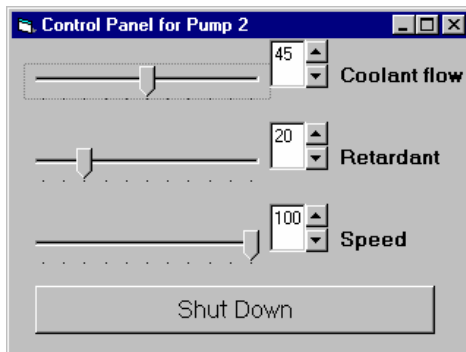 Control Panel for Pump 2
45
Coolant flow
20
Retardant
100
Speed
Shut Down